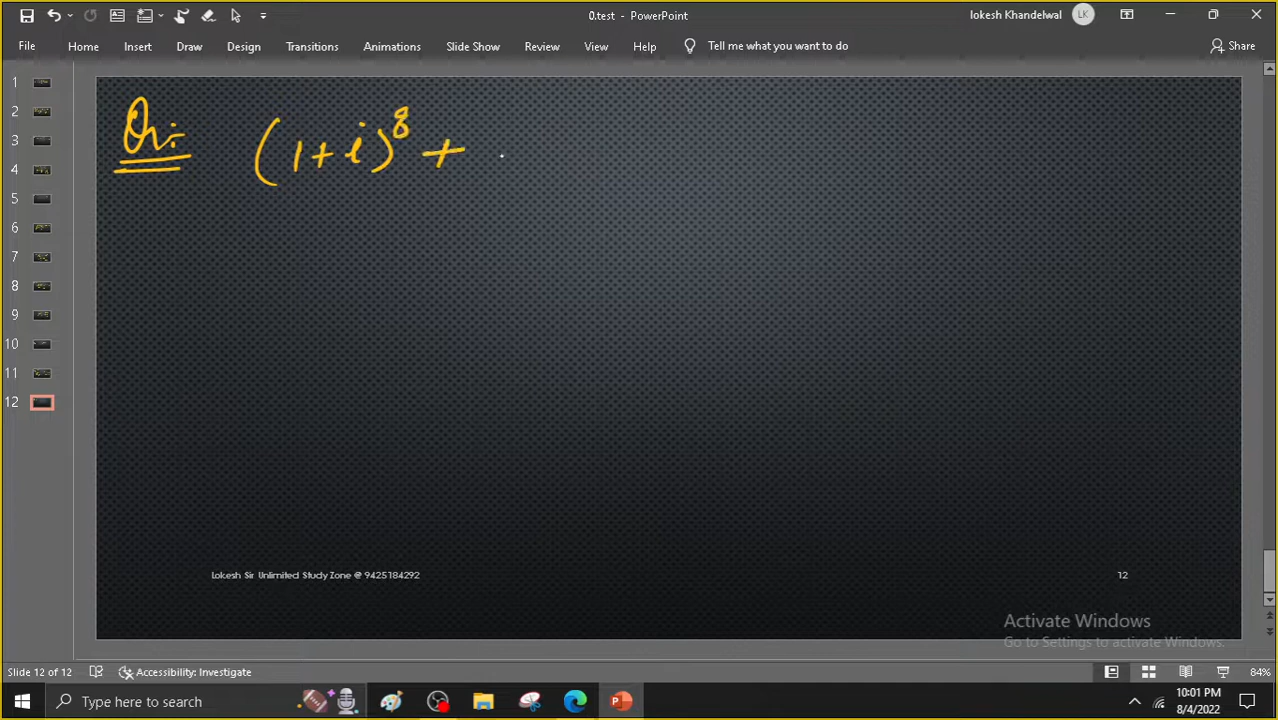 0.test - PowerPoint
lokesh Khandelwal LK
File Home Insert Draw Design Transitions Animations Slide Show Review View Help Tell me what you want to do Share
1
2
3
4
5
6
7
8
9
10
11
12
Qn:- (1+i)⁸ +
Lokesh Sir Unlimited Study Zone @ 9425184292 12
Activate Windows
Go to Settings to activate Windows.
Slide 12 of 12 Accessibility: Investigate 84%
Type here to search
10:01 PM
8/4/2022